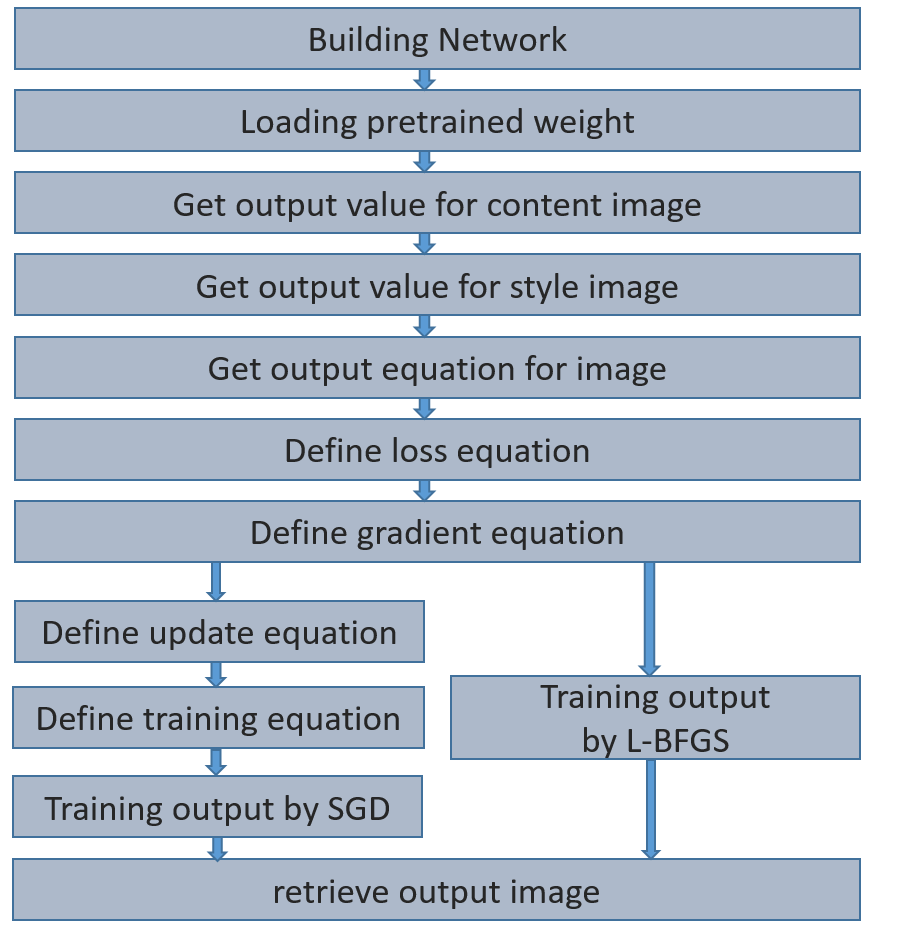 Building Network
Loading pretrained weight
Get output value for content image
Get output value for style image
Get output equation for image
Define loss equation
Define gradient equation
Define update equation
Define training equation
Training output by SGD
Training output
by L-BFGS
retrieve output image